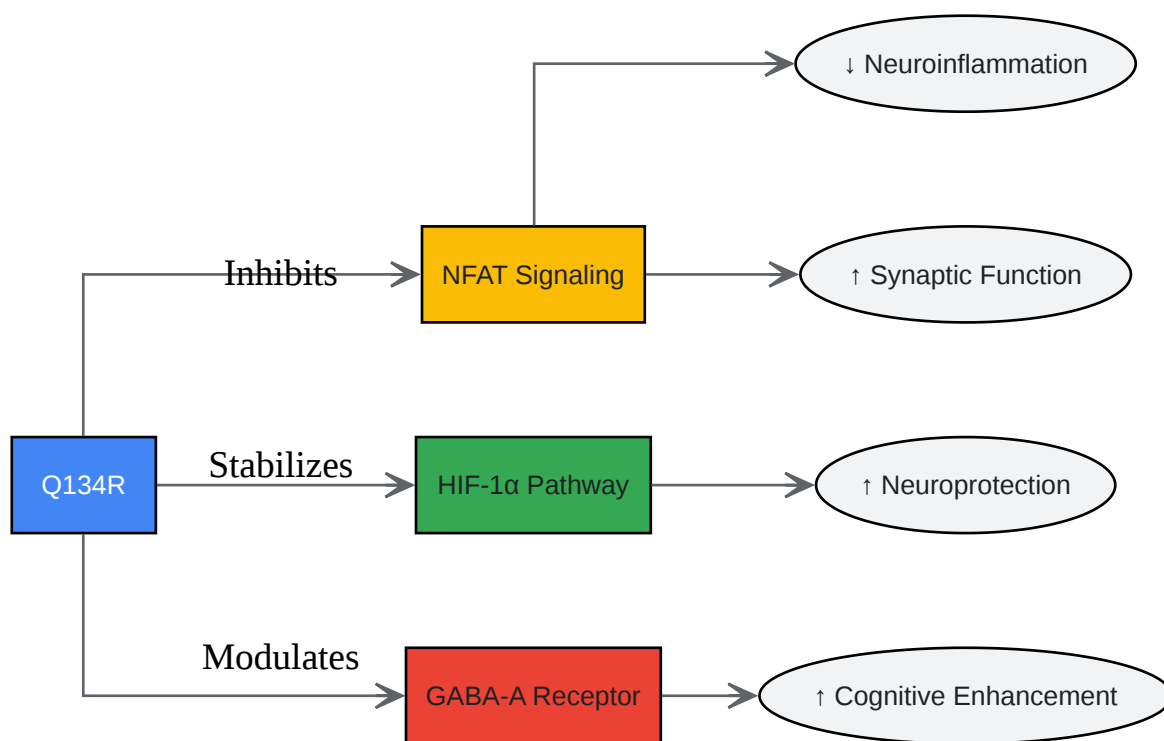 ↓ Neuroinflammation
Inhibits
NFAT Signaling
↑ Synaptic Function
Q134R
Stabilizes
HIF-1α Pathway
↑ Neuroprotection
Modulates
GABA-A Receptor
↑ Cognitive Enhancement